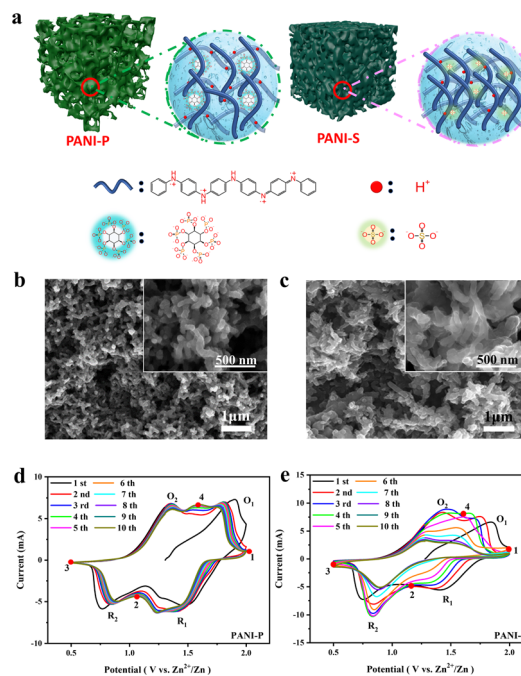 a
PANI-P
PANI-S
H⁺
b
500 nm
1μm
c
500 nm
1μm
d
1 st
2 nd
3 rd
4 th
5 th
6 th
7 th
8 th
9 th
10 th
O₂
4
O₁
1
3
2
R₂
R₁
PANI-P
10
5
0
-5
-10
0.5
1.0
1.5
2.0
Current (mA)
Potential ( V vs. Zn²⁺/Zn )
e
1 st
2 nd
3 rd
4 th
5 th
6 th
7 th
8 th
9 th
10 th
O₂
4
O₁
1
3
2
R₂
R₁
PANI-
15
10
5
0
-5
-10
-15
0.5
1.0
1.5
2.0
Current (mA)
Potential ( V vs. Zn²⁺/Zn )